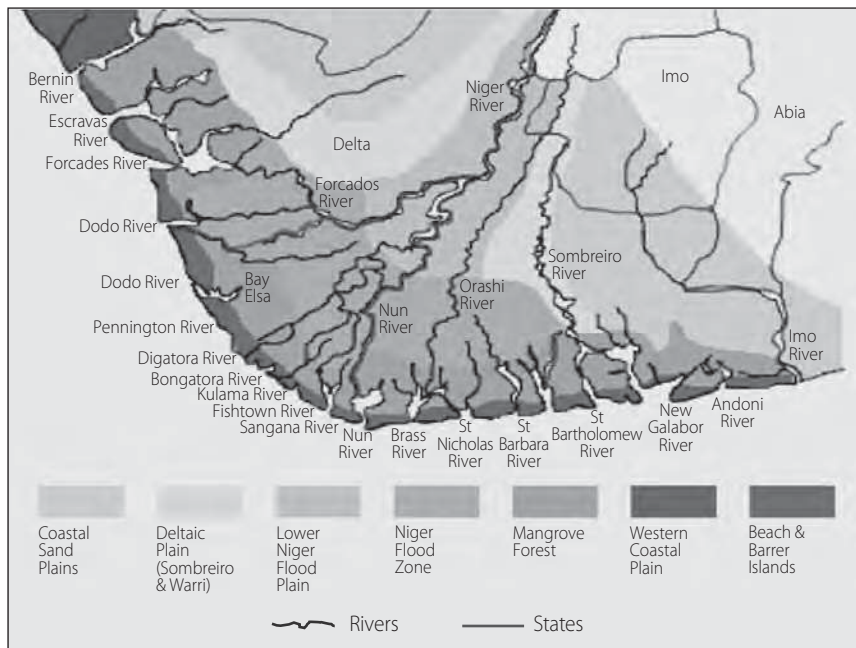 Bernin
River
Escravas
River
Forcades River
Dodo River
Dodo River
Pennington River
Digatora River
Bongatora River
Kulama River
Fishtown River
Sangana River
Nun
River
Brass
River
St
Nicholas
River
St
Barbara
River
St
Bartholomew
River
New
Galabor
River
Andoni
River
Imo
River
Niger
River
Imo
Abia
Delta
Forcados
River
Bay
Elsa
Nun
River
Orashi
River
Sombreiro
River
Coastal
Sand
Plains
Deltaic
Plain
(Sombreiro
& Warri)
Lower
Niger
Flood
Plain
Niger
Flood
Zone
Mangrove
Forest
Western
Coastal
Plain
Beach &
Barrer
Islands
Rivers
States